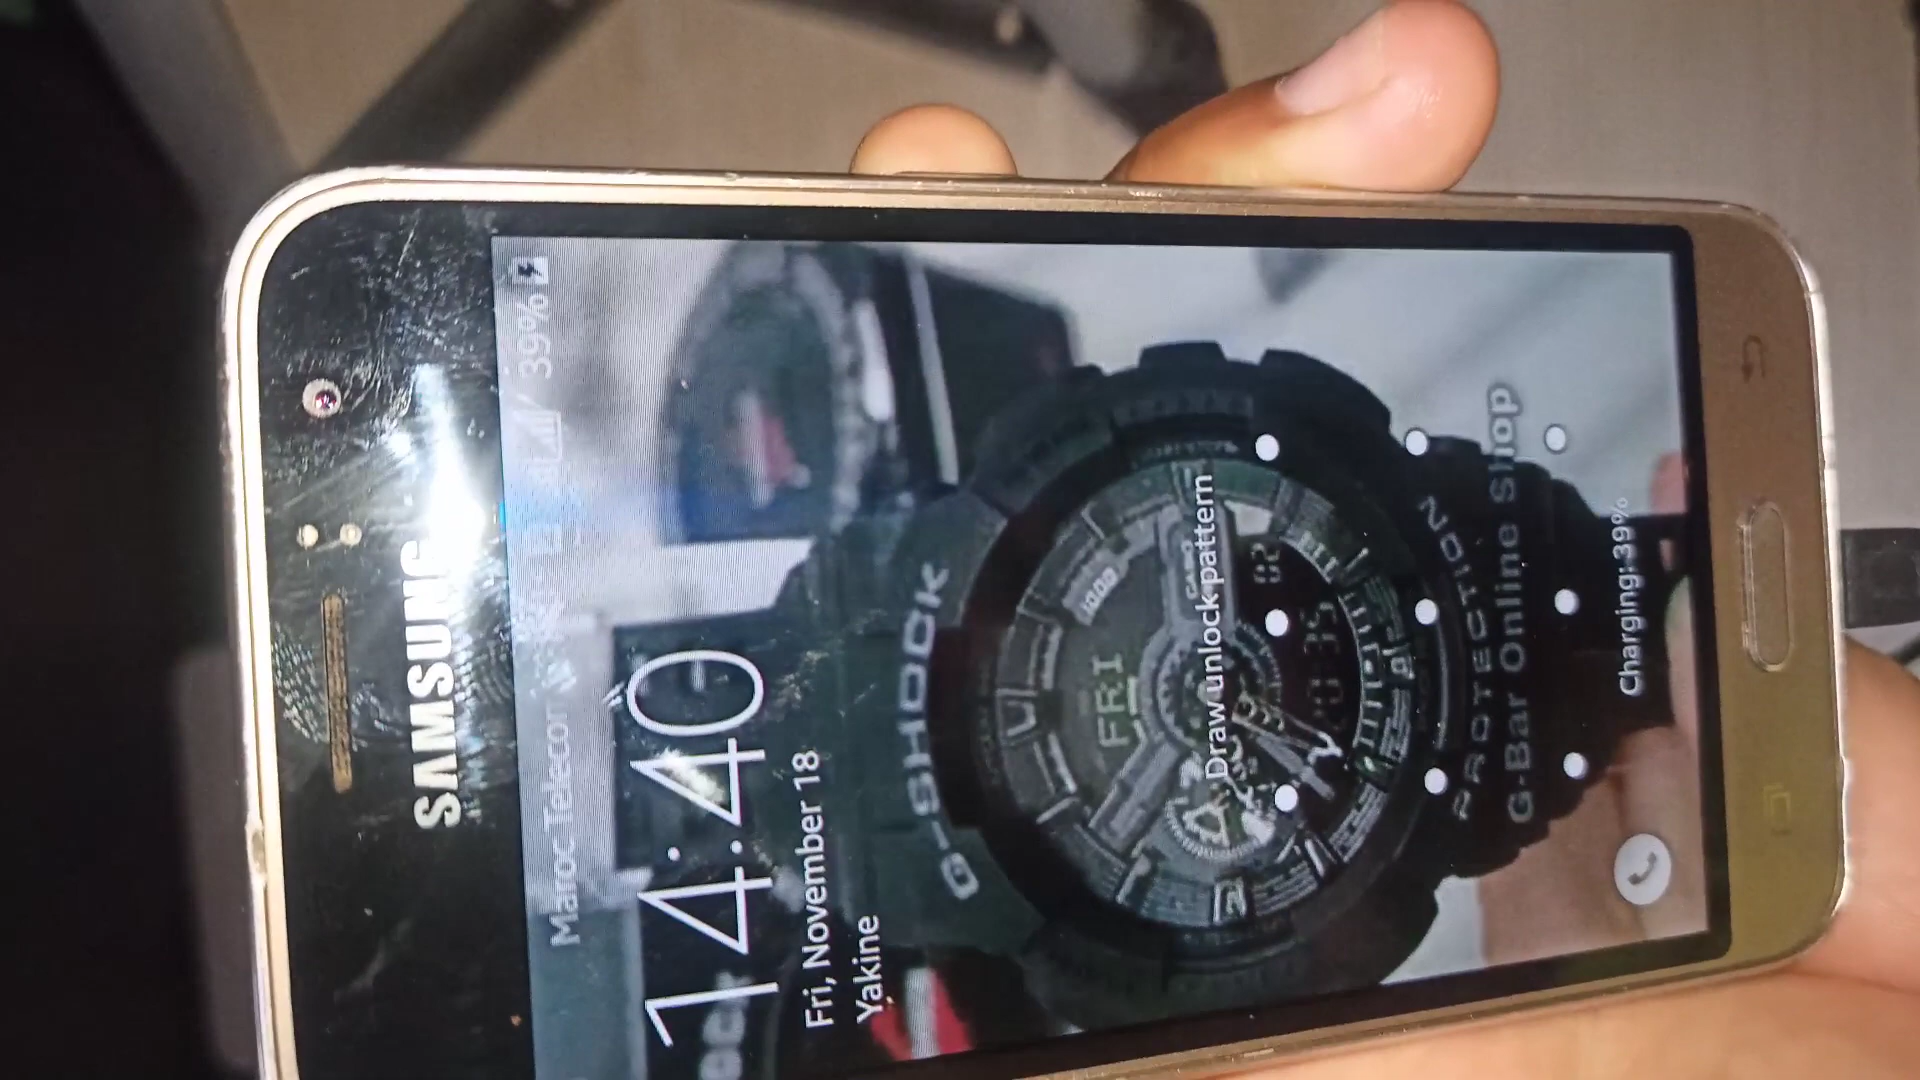 SAMSUNG
Maroc Telecom
39%
14:40
Fri, November 18
Yakine
G-SHOCK
CASIO
FRI
Draw unlock pattern
PROTECTION
G-Bar Online Shop
Charging: 39%